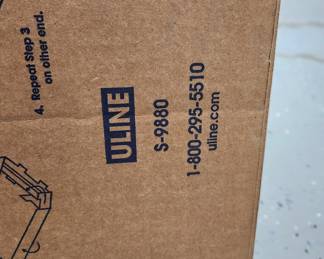 4. Repeat Step 3
on other end.
ULINE
S-9880
1-800-295-5510
uline.com